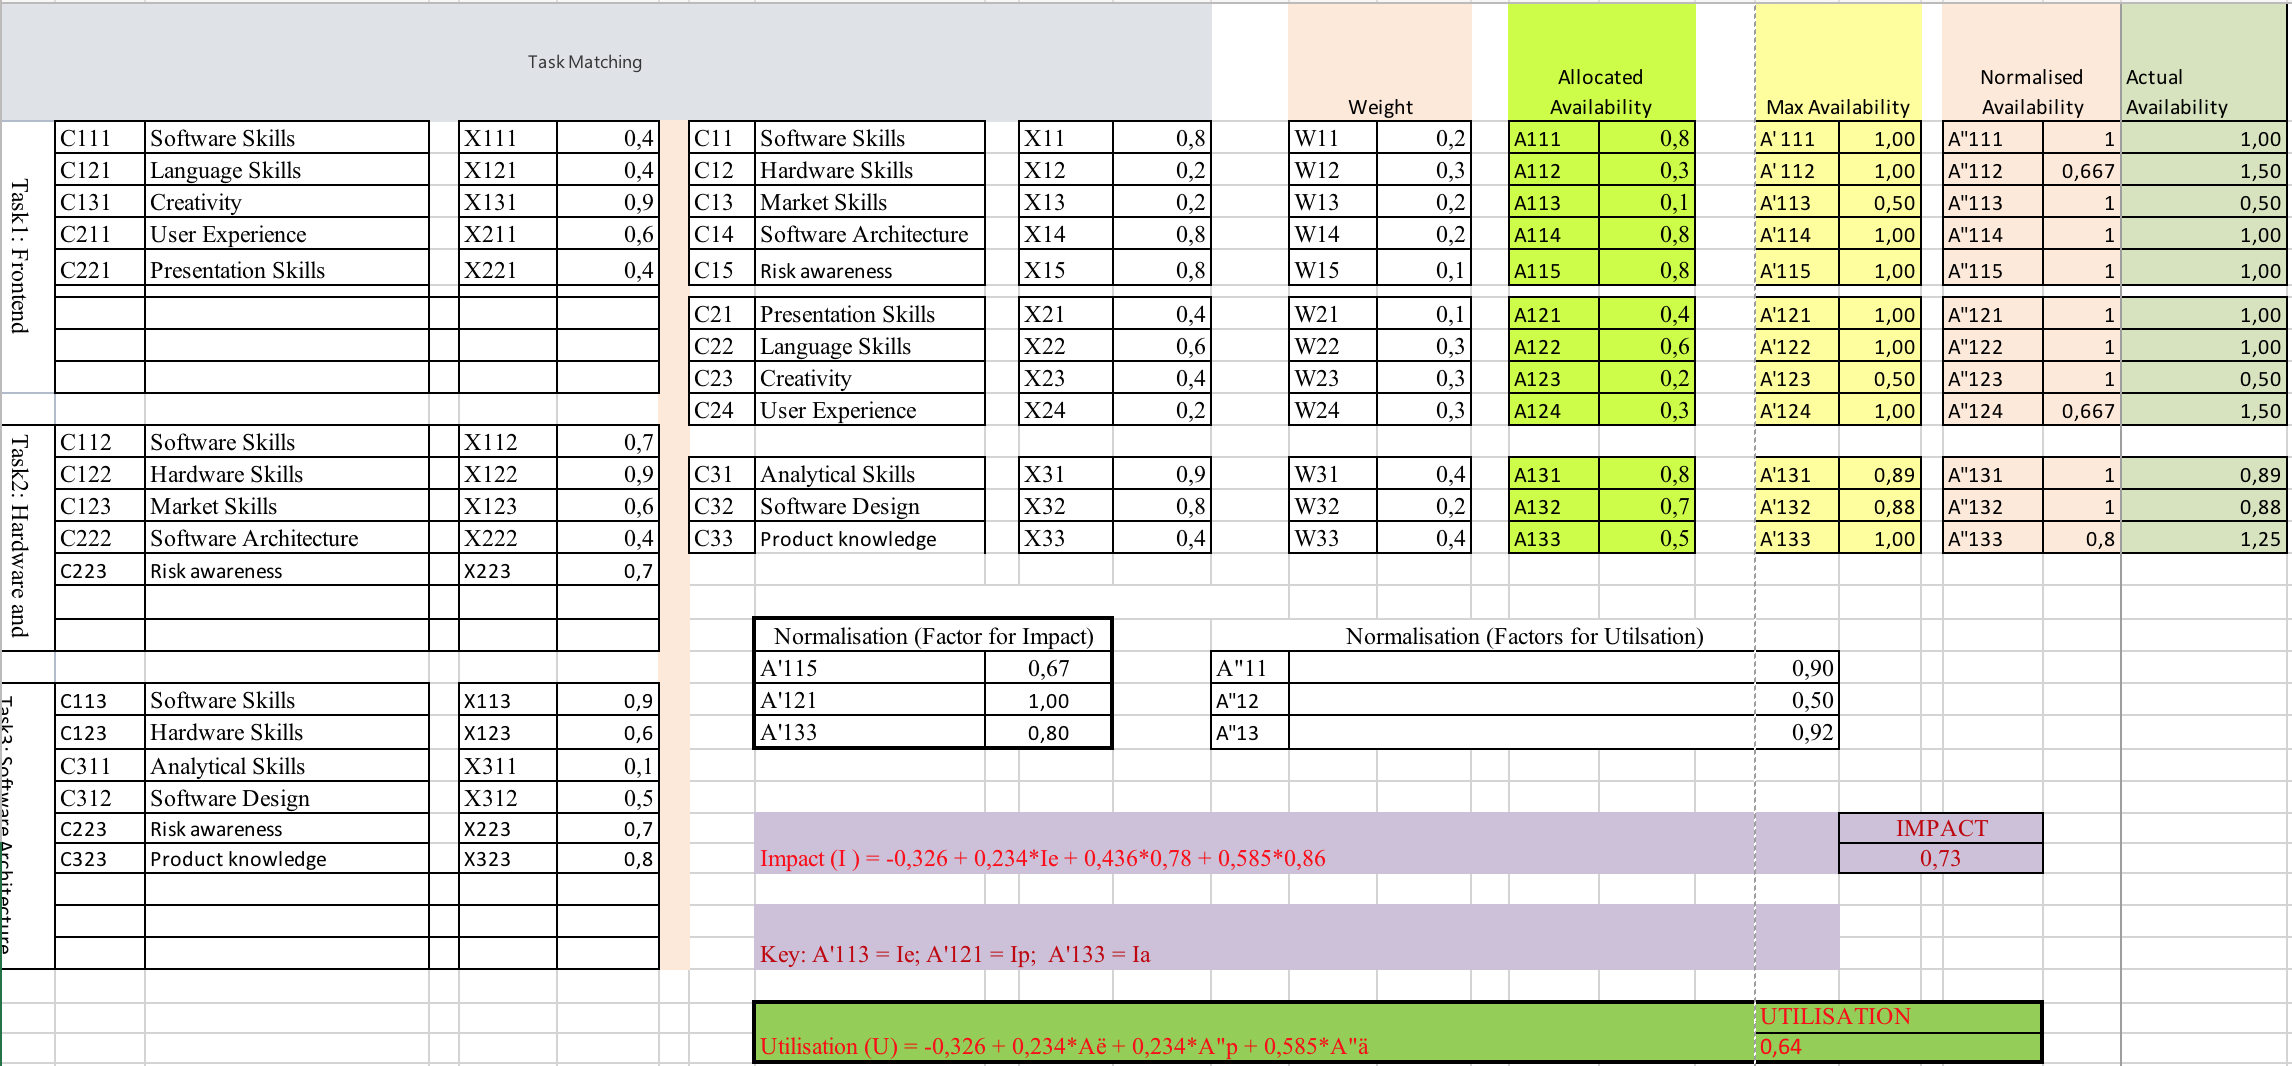 Task Matching
Weight
Allocated Availability
Max Availability
Normalised Availability
Actual Availability
Task1: Frontend
C111 Software Skills X111 0,4 C11 Software Skills X11 0,8 W11 0,2 A111 0,8 A' 111 1,00 A"111 1 1,00
C121 Language Skills X121 0,4 C12 Hardware Skills X12 0,2 W12 0,3 A112 0,3 A' 112 1,00 A"112 0,667 1,50
C131 Creativity X131 0,9 C13 Market Skills X13 0,2 W13 0,2 A113 0,1 A'113 0,50 A"113 1 0,50
C211 User Experience X211 0,6 C14 Software Architecture X14 0,8 W14 0,2 A114 0,8 A'114 1,00 A"114 1 1,00
C221 Presentation Skills X221 0,4 C15 Risk awareness X15 0,8 W15 0,1 A115 0,8 A'115 1,00 A"115 1 1,00
C21 Presentation Skills X21 0,4 W21 0,1 A121 0,4 A'121 1,00 A"121 1 1,00
C22 Language Skills X22 0,6 W22 0,3 A122 0,6 A'122 1,00 A"122 1 1,00
C23 Creativity X23 0,4 W23 0,3 A123 0,2 A'123 0,50 A"123 1 0,50
C24 User Experience X24 0,2 W24 0,3 A124 0,3 A'124 1,00 A"124 0,667 1,50
Task2: Hardware and
C112 Software Skills X112 0,7
C122 Hardware Skills X122 0,9 C31 Analytical Skills X31 0,9 W31 0,4 A131 0,8 A'131 0,89 A"131 1 0,89
C123 Market Skills X123 0,6 C32 Software Design X32 0,8 W32 0,2 A132 0,7 A'132 0,88 A"132 1 0,88
C222 Software Architecture X222 0,4 C33 Product knowledge X33 0,4 W33 0,4 A133 0,5 A'133 1,00 A"133 0,8 1,25
C223 Risk awareness X223 0,7
Normalisation (Factor for Impact) Normalisation (Factors for Utilsation)
A'115 0,67 A"11 0,90
Task3: Software Architecture
C113 Software Skills X113 0,9 A'121 1,00 A"12 0,50
C123 Hardware Skills X123 0,6 A'133 0,80 A"13 0,92
C311 Analytical Skills X311 0,1
C312 Software Design X312 0,5
C223 Risk awareness X223 0,7 IMPACT
C323 Product knowledge X323 0,8 Impact (I ) = -0,326 + 0,234*Ie + 0,436*0,78 + 0,585*0,86 0,73
Key: A'113 = Ie; A'121 = Ip; A'133 = Ia
UTILISATION
Utilisation (U) = -0,326 + 0,234*Aë + 0,234*A"p + 0,585*A"ä 0,64